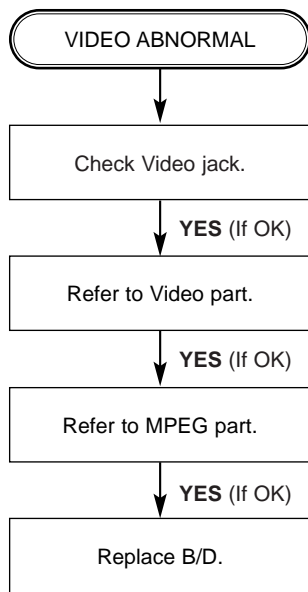 VIDEO ABNORMAL
Check Video jack.
YES (If OK)
Refer to Video part.
YES (If OK)
Refer to MPEG part.
YES (If OK)
Replace B/D.